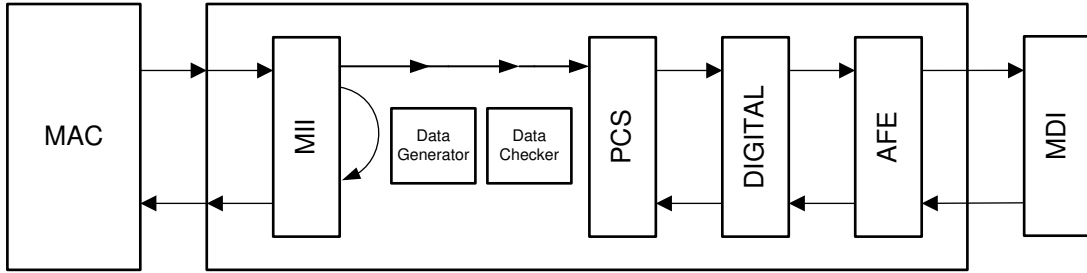 MAC
MII
Data
Generator
Data
Checker
PCS
DIGITAL
AFE
MDI